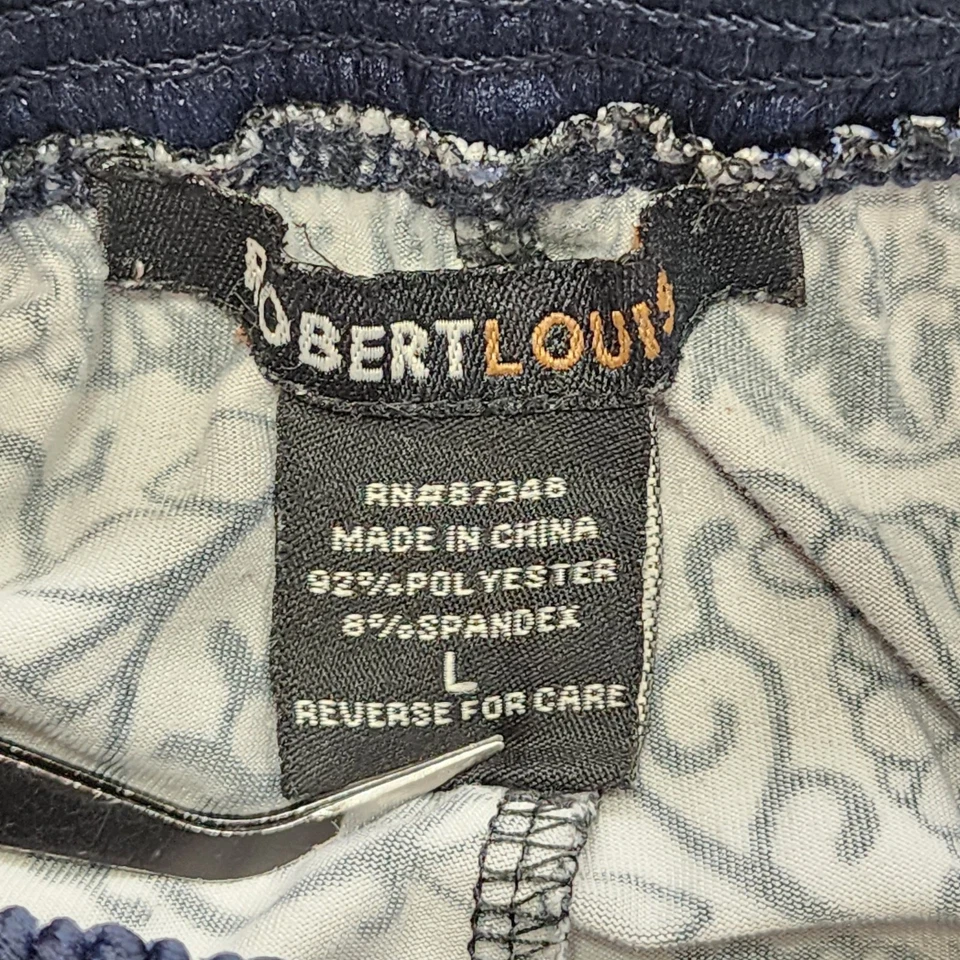 ROBERTLOUIS
RN#87348
MADE IN CHINA
92%POLYESTER
8%SPANDEX
L
REVERSE FOR CARE